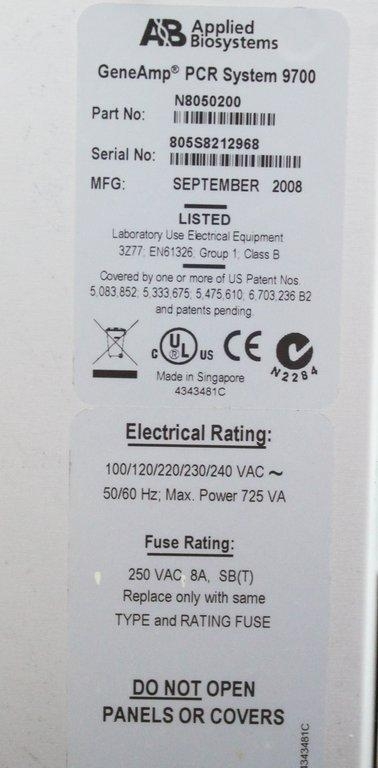 AB Applied
Biosystems
GeneAmp® PCR System 9700
Part No: N8050200
Serial No: 805S8212968
MFG: SEPTEMBER 2008
LISTED
Laboratory Use Electrical Equipment
3Z77; EN61326, Group 1; Class B
Covered by one or more of US Patent Nos.
5,083,852; 5,333,675; 5,475,610; 6,703,236 B2
and patents pending.
C UL ® US CE N2284
Made in Singapore
4343481C
Electrical Rating:
100/120/220/230/240 VAC ~
50/60 Hz; Max. Power 725 VA
Fuse Rating:
250 VAC, 8A, SB(T)
Replace only with same
TYPE and RATING FUSE
DO NOT OPEN
PANELS OR COVERS
4343481C